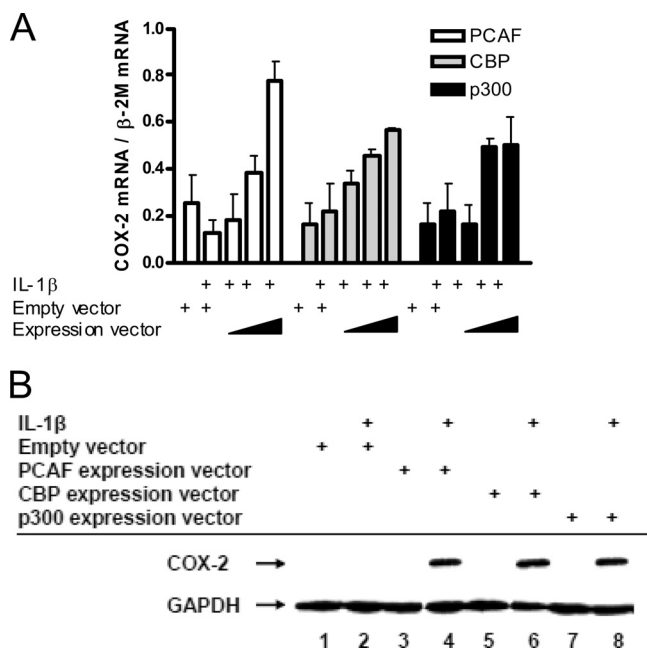 A
COX-2 mRNA / β-2M mRNA
1.0
0.8
0.6
0.4
0.2
0.0
PCAF
CBP
p300
IL-1β + + + + + + + + + + + +
Empty vector + + + + + +
Expression vector
B
IL-1β + + + +
Empty vector + +
PCAF expression vector + +
CBP expression vector + +
p300 expression vector + +
COX-2
GAPDH
1 2 3 4 5 6 7 8